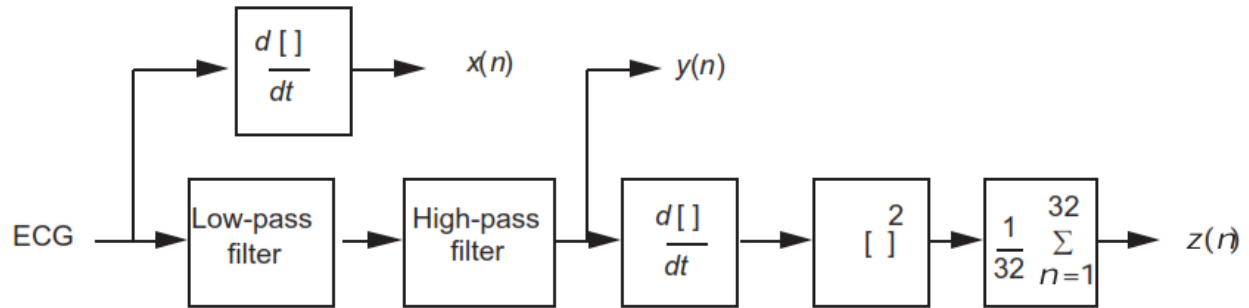 d [ ]
dt
x(n)
y(n)
ECG
Low-pass
filter
High-pass
filter
d [ ]
dt
[ ]²
1
32
32
Σ
n=1
z(n)